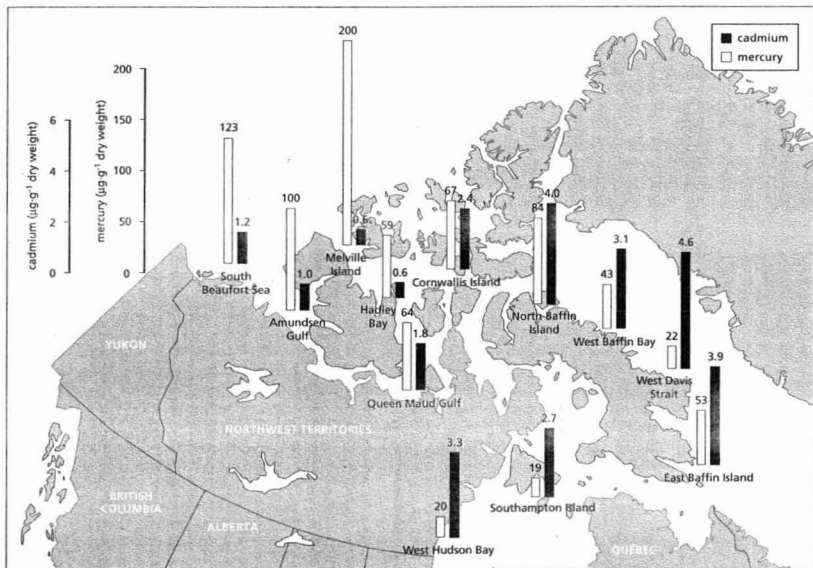 200
cadmium
mercury
200
6
150
123
4
100
100
67
2.4
4.0
84
2
50
59
0.6
1.2
3.1
4.6
0
0
cadmium (µg·g⁻¹ dry weight)
mercury (µg·g⁻¹ dry weight)
South
Beaufort Sea
1.0
Melville
Island
0.6
Cornwallis Island
43
Amundsen
Gulf
Hadley
Bay
North Baffin
Island
64
1.8
West Baffin Bay
22
3.9
YUKON
West Davis
Strait
Queen Maud Gulf
53
NORTHWEST TERRITORIES
2.7
3.3
19
East Baffin Island
BRITISH
COLUMBIA
Southampton Island
20
ALBERTA
West Hudson Bay
QUÉBEC